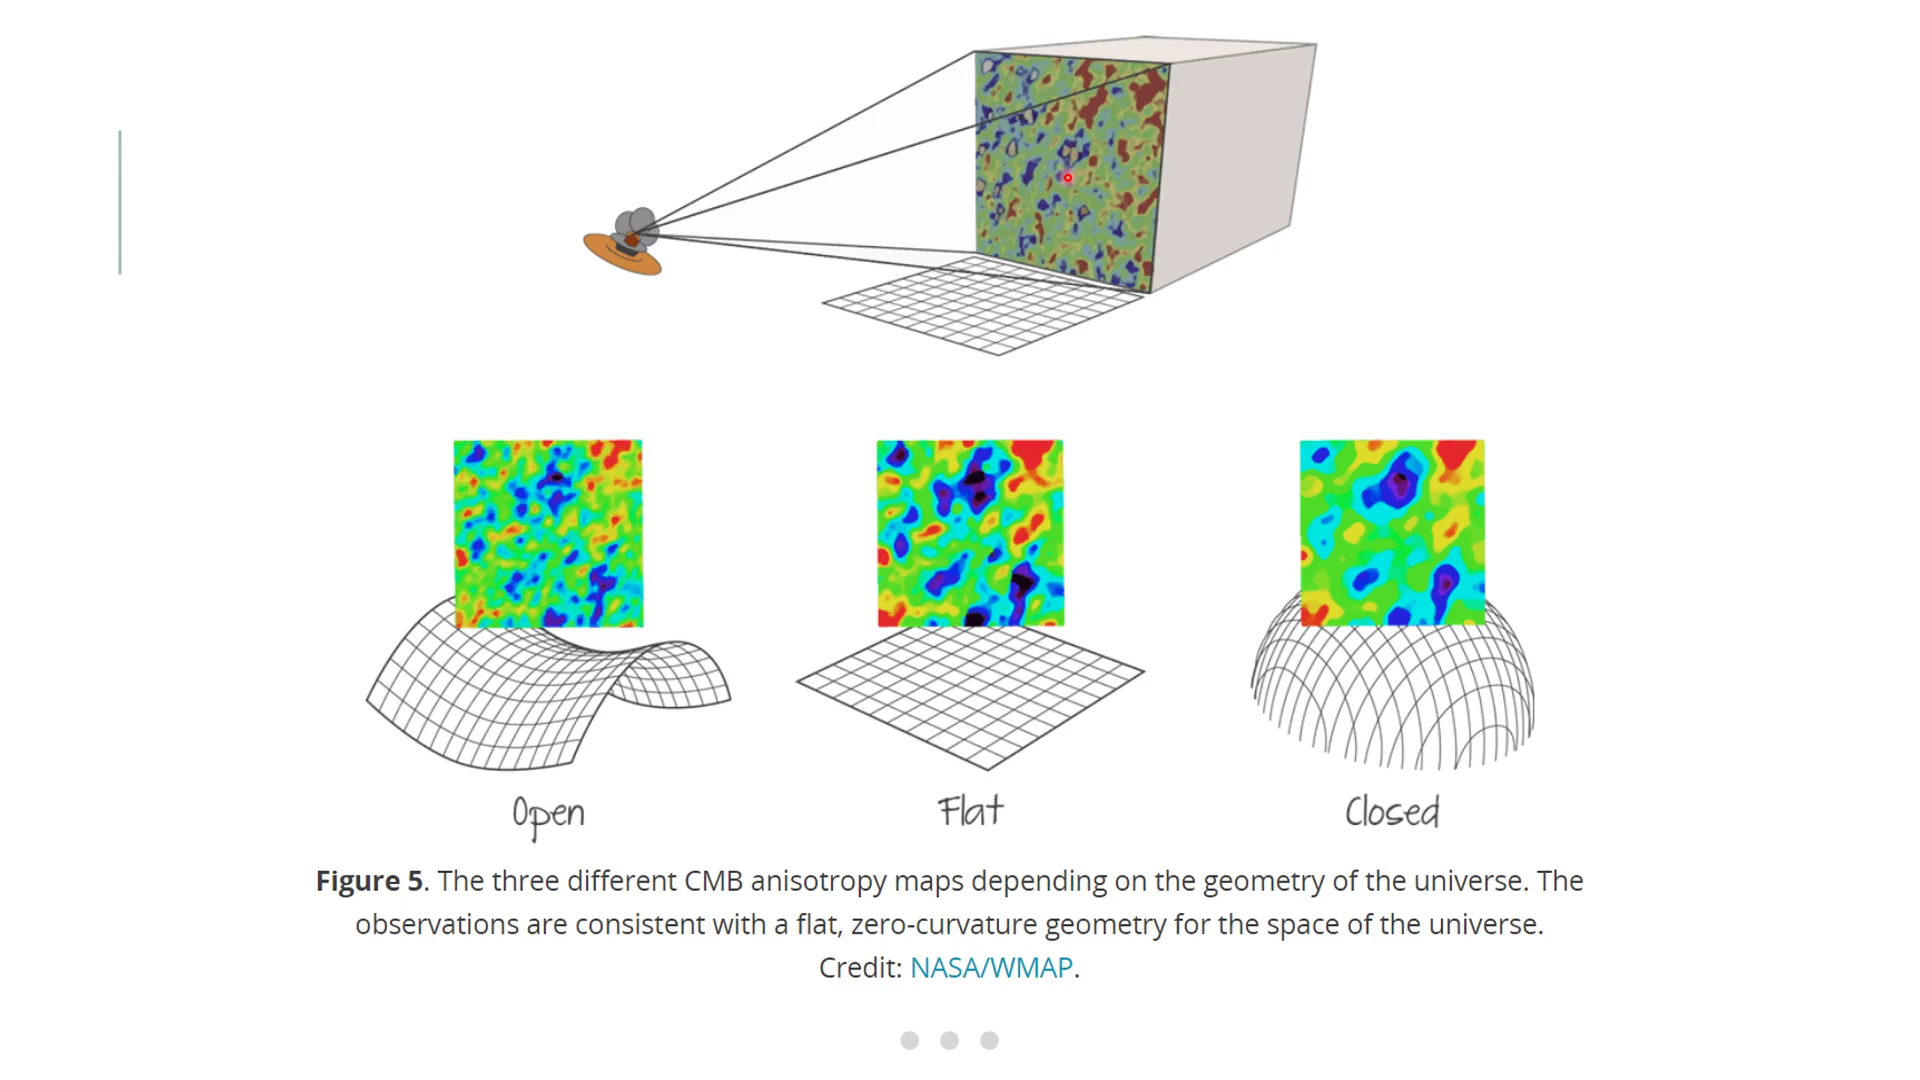 Open
Flat
Closed
Figure 5. The three different CMB anisotropy maps depending on the geometry of the universe. The
observations are consistent with a flat, zero-curvature geometry for the space of the universe.
Credit: NASA/WMAP.